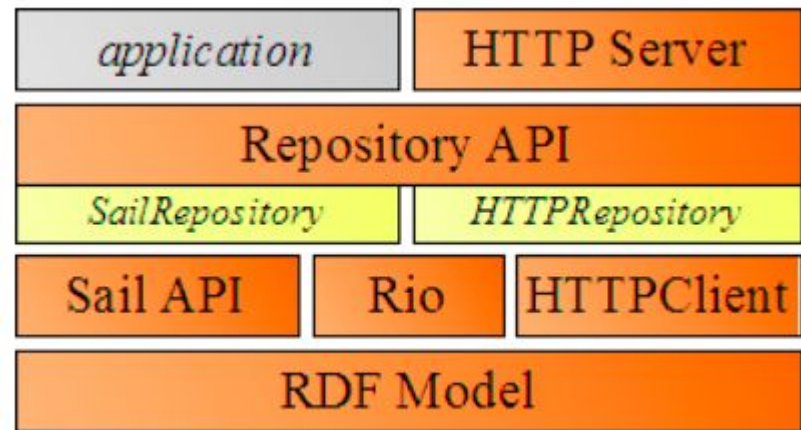 application
HTTP Server
Repository API
SailRepository
HTTPRepository
Sail API
Rio
HTTPClient
RDF Model